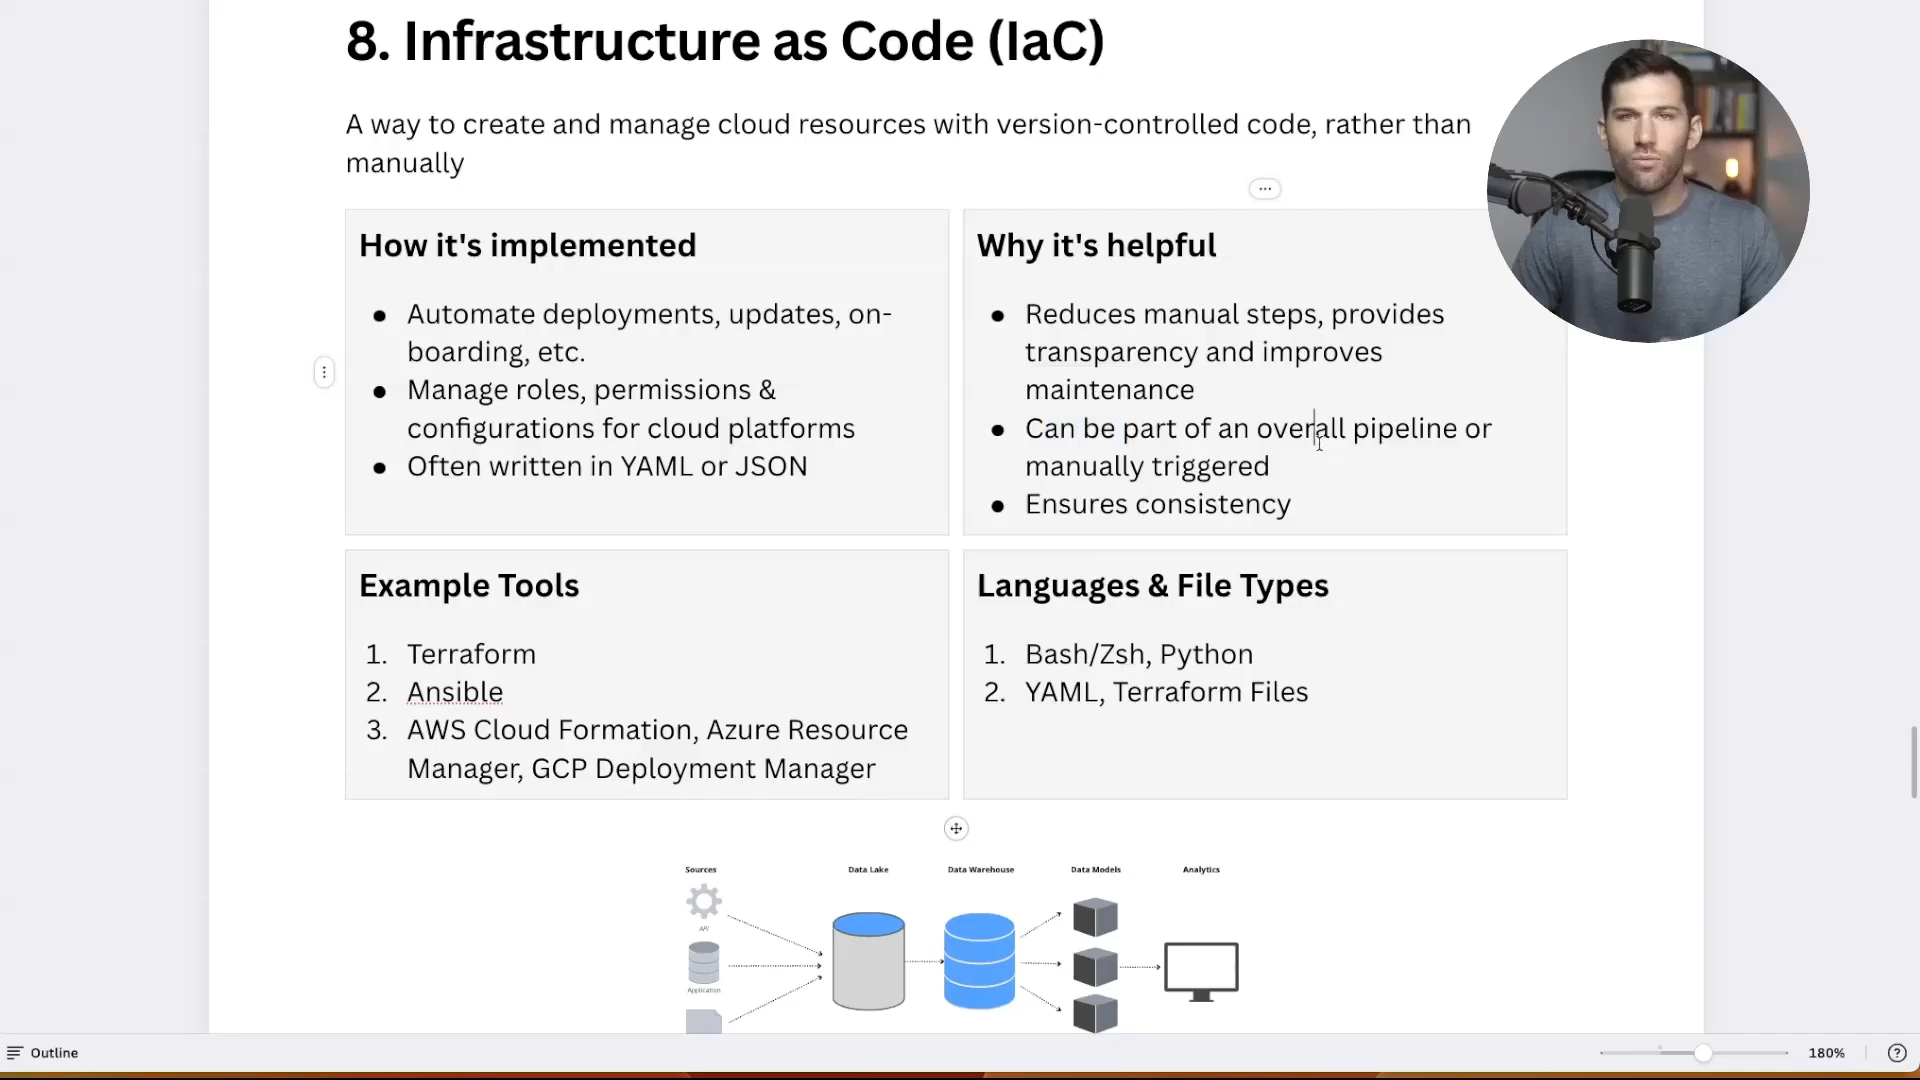 8. Infrastructure as Code (IaC)
A way to create and manage cloud resources with version-controlled code, rather than
manually
How it's implemented
● Automate deployments, updates, on-
boarding, etc.
● Manage roles, permissions &
configurations for cloud platforms
● Often written in YAML or JSON
Why it's helpful
● Reduces manual steps, provides
transparency and improves
maintenance
● Can be part of an overall pipeline or
manually triggered
● Ensures consistency
Example Tools
1. Terraform
2. Ansible
3. AWS Cloud Formation, Azure Resource
Manager, GCP Deployment Manager
Languages & File Types
1. Bash/Zsh, Python
2. YAML, Terraform Files
Sources
Data Lake
Data Warehouse
Data Models
Analytics
API
Application
Outline
180%
?